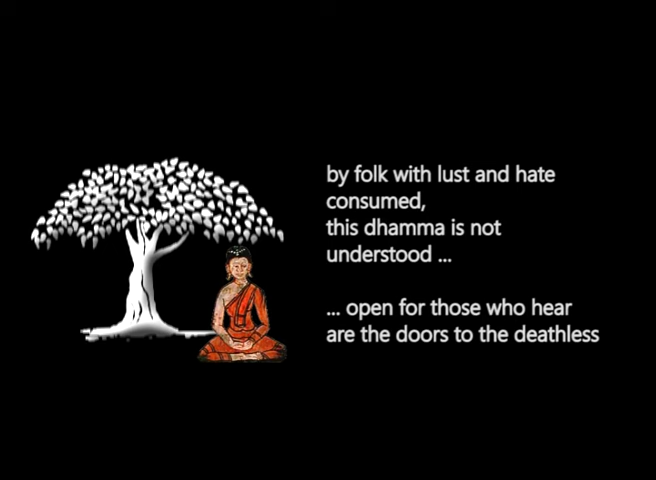 by folk with lust and hate
consumed,
this dhamma is not
understood ...
... open for those who hear
are the doors to the deathless